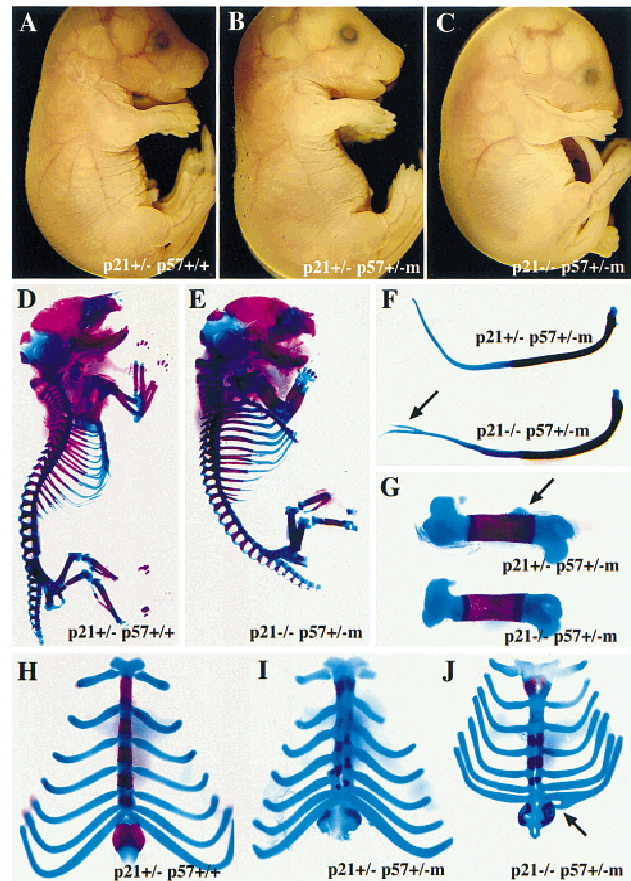 A
B
C
p21+/- p57+/+
p21+/- p57+/-m
p21-/- p57+/-m
D
E
F
p21+/- p57+/-m
p21-/- p57+/-m
G
p21+/- p57+/-m
p21-/- p57+/-m
p21+/- p57+/+
p21-/- p57+/-m
H
I
J
p21+/- p57+/+
p21+/- p57+/-m
p21-/- p57+/-m